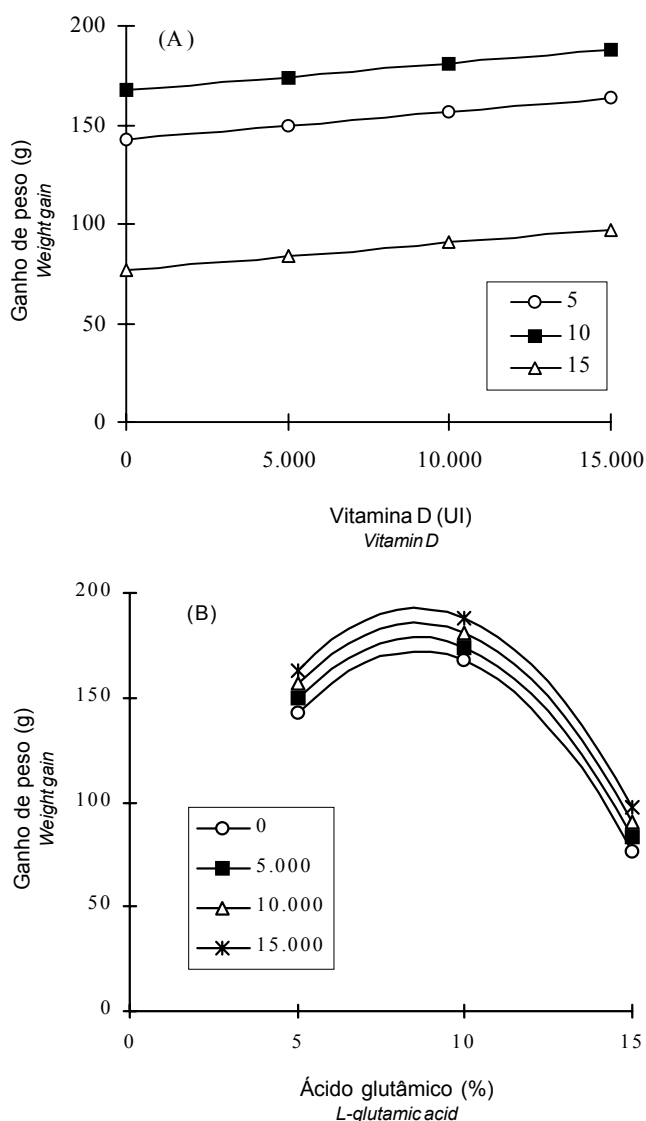 (A)
200
150
100
50
0
Ganho de peso (g)
Weight gain
5
10
15
0 5.000 10.000 15.000
Vitamina D (UI)
Vitamin D
(B)
200
150
100
50
0
Ganho de peso (g)
Weight gain
0
5.000
10.000
15.000
0 5 10 15
Ácido glutâmico (%)
L-glutamic acid